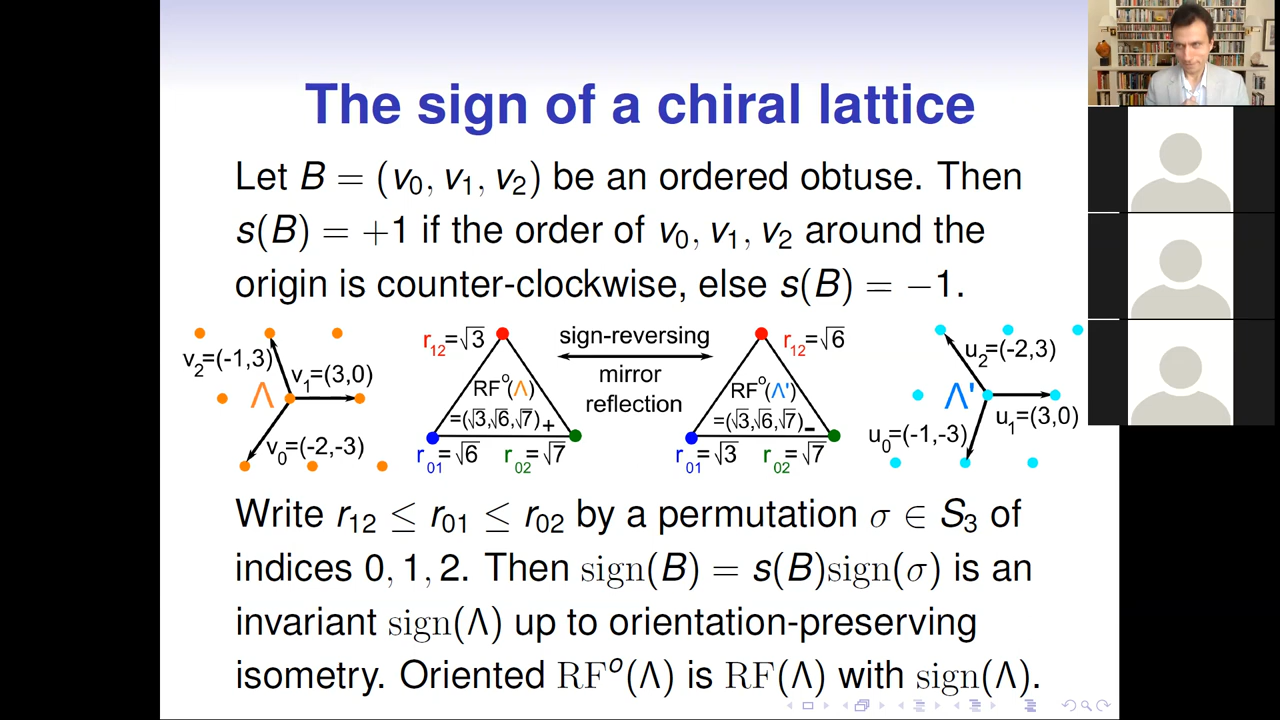 The sign of a chiral lattice
Let B = (v₀, v₁, v₂) be an ordered obtuse. Then
s(B) = +1 if the order of v₀, v₁, v₂ around the
origin is counter-clockwise, else s(B) = −1.
v₂=(-1,3)
v₁=(3,0)
Λ
v₀=(-2,-3)
r₁₂=√3
RFᵒ(Λ)
=(√3,√6,√7)₊
r₀₁=√6
r₀₂=√7
sign-reversing
mirror
reflection
r₁₂=√6
RFᵒ(Λ')
=(√3,√6,√7)₋
r₀₁=√3
r₀₂=√7
u₂=(-2,3)
Λ'
u₁=(3,0)
u₀=(-1,-3)
Write r₁₂ ≤ r₀₁ ≤ r₀₂ by a permutation σ ∈ S₃ of
indices 0, 1, 2. Then sign(B) = s(B)sign(σ) is an
invariant sign(Λ) up to orientation-preserving
isometry. Oriented RFᵒ(Λ) is RF(Λ) with sign(Λ).